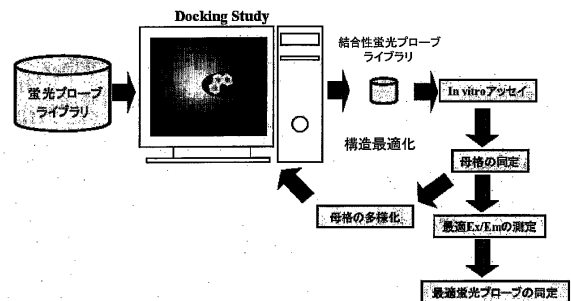 Docking Study
蛍光プローブ
ライブラリ
結合性蛍光プローブ
ライブラリ
In vitroアッセイ
構造最適化
母格の同定
母格の多様化
最適Ex/Emの測定
最適蛍光プローブの同定